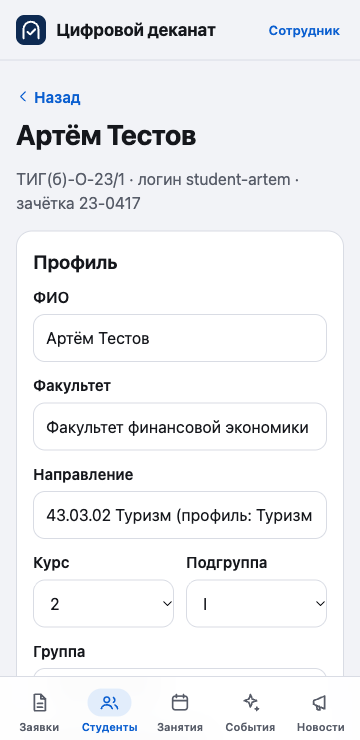 Цифровой деканат
Сотрудник
Назад
Артём Тестов
ТИГ(б)-О-23/1 · логин student-artem ·
зачётка 23-0417
Профиль
ФИО
Артём Тестов
Факультет
Факультет финансовой экономики
Направление
43.03.02 Туризм (профиль: Туризм
Курс
Подгруппа
2
I
Группа
Заявки
Студенты
Занятия
События
Новости